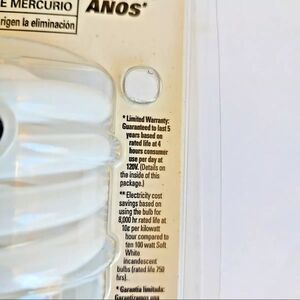 E MERCURIO
rigen la eliminación
AÑOS*
* Limited Warranty:
Guaranteed to last 5
years based on
rated life at 4
hours consumer
use per day at
120V. (Details on
the inside of this
package.)
** Electricity cost
savings based on
using the bulb for
8,000 hr rated life at
10¢ per kilowatt
hour compared to
ten 100 watt Soft
White
incandescent
bulbs (rated life 750
hrs).
* Garantía limitada:
Garantizamos una